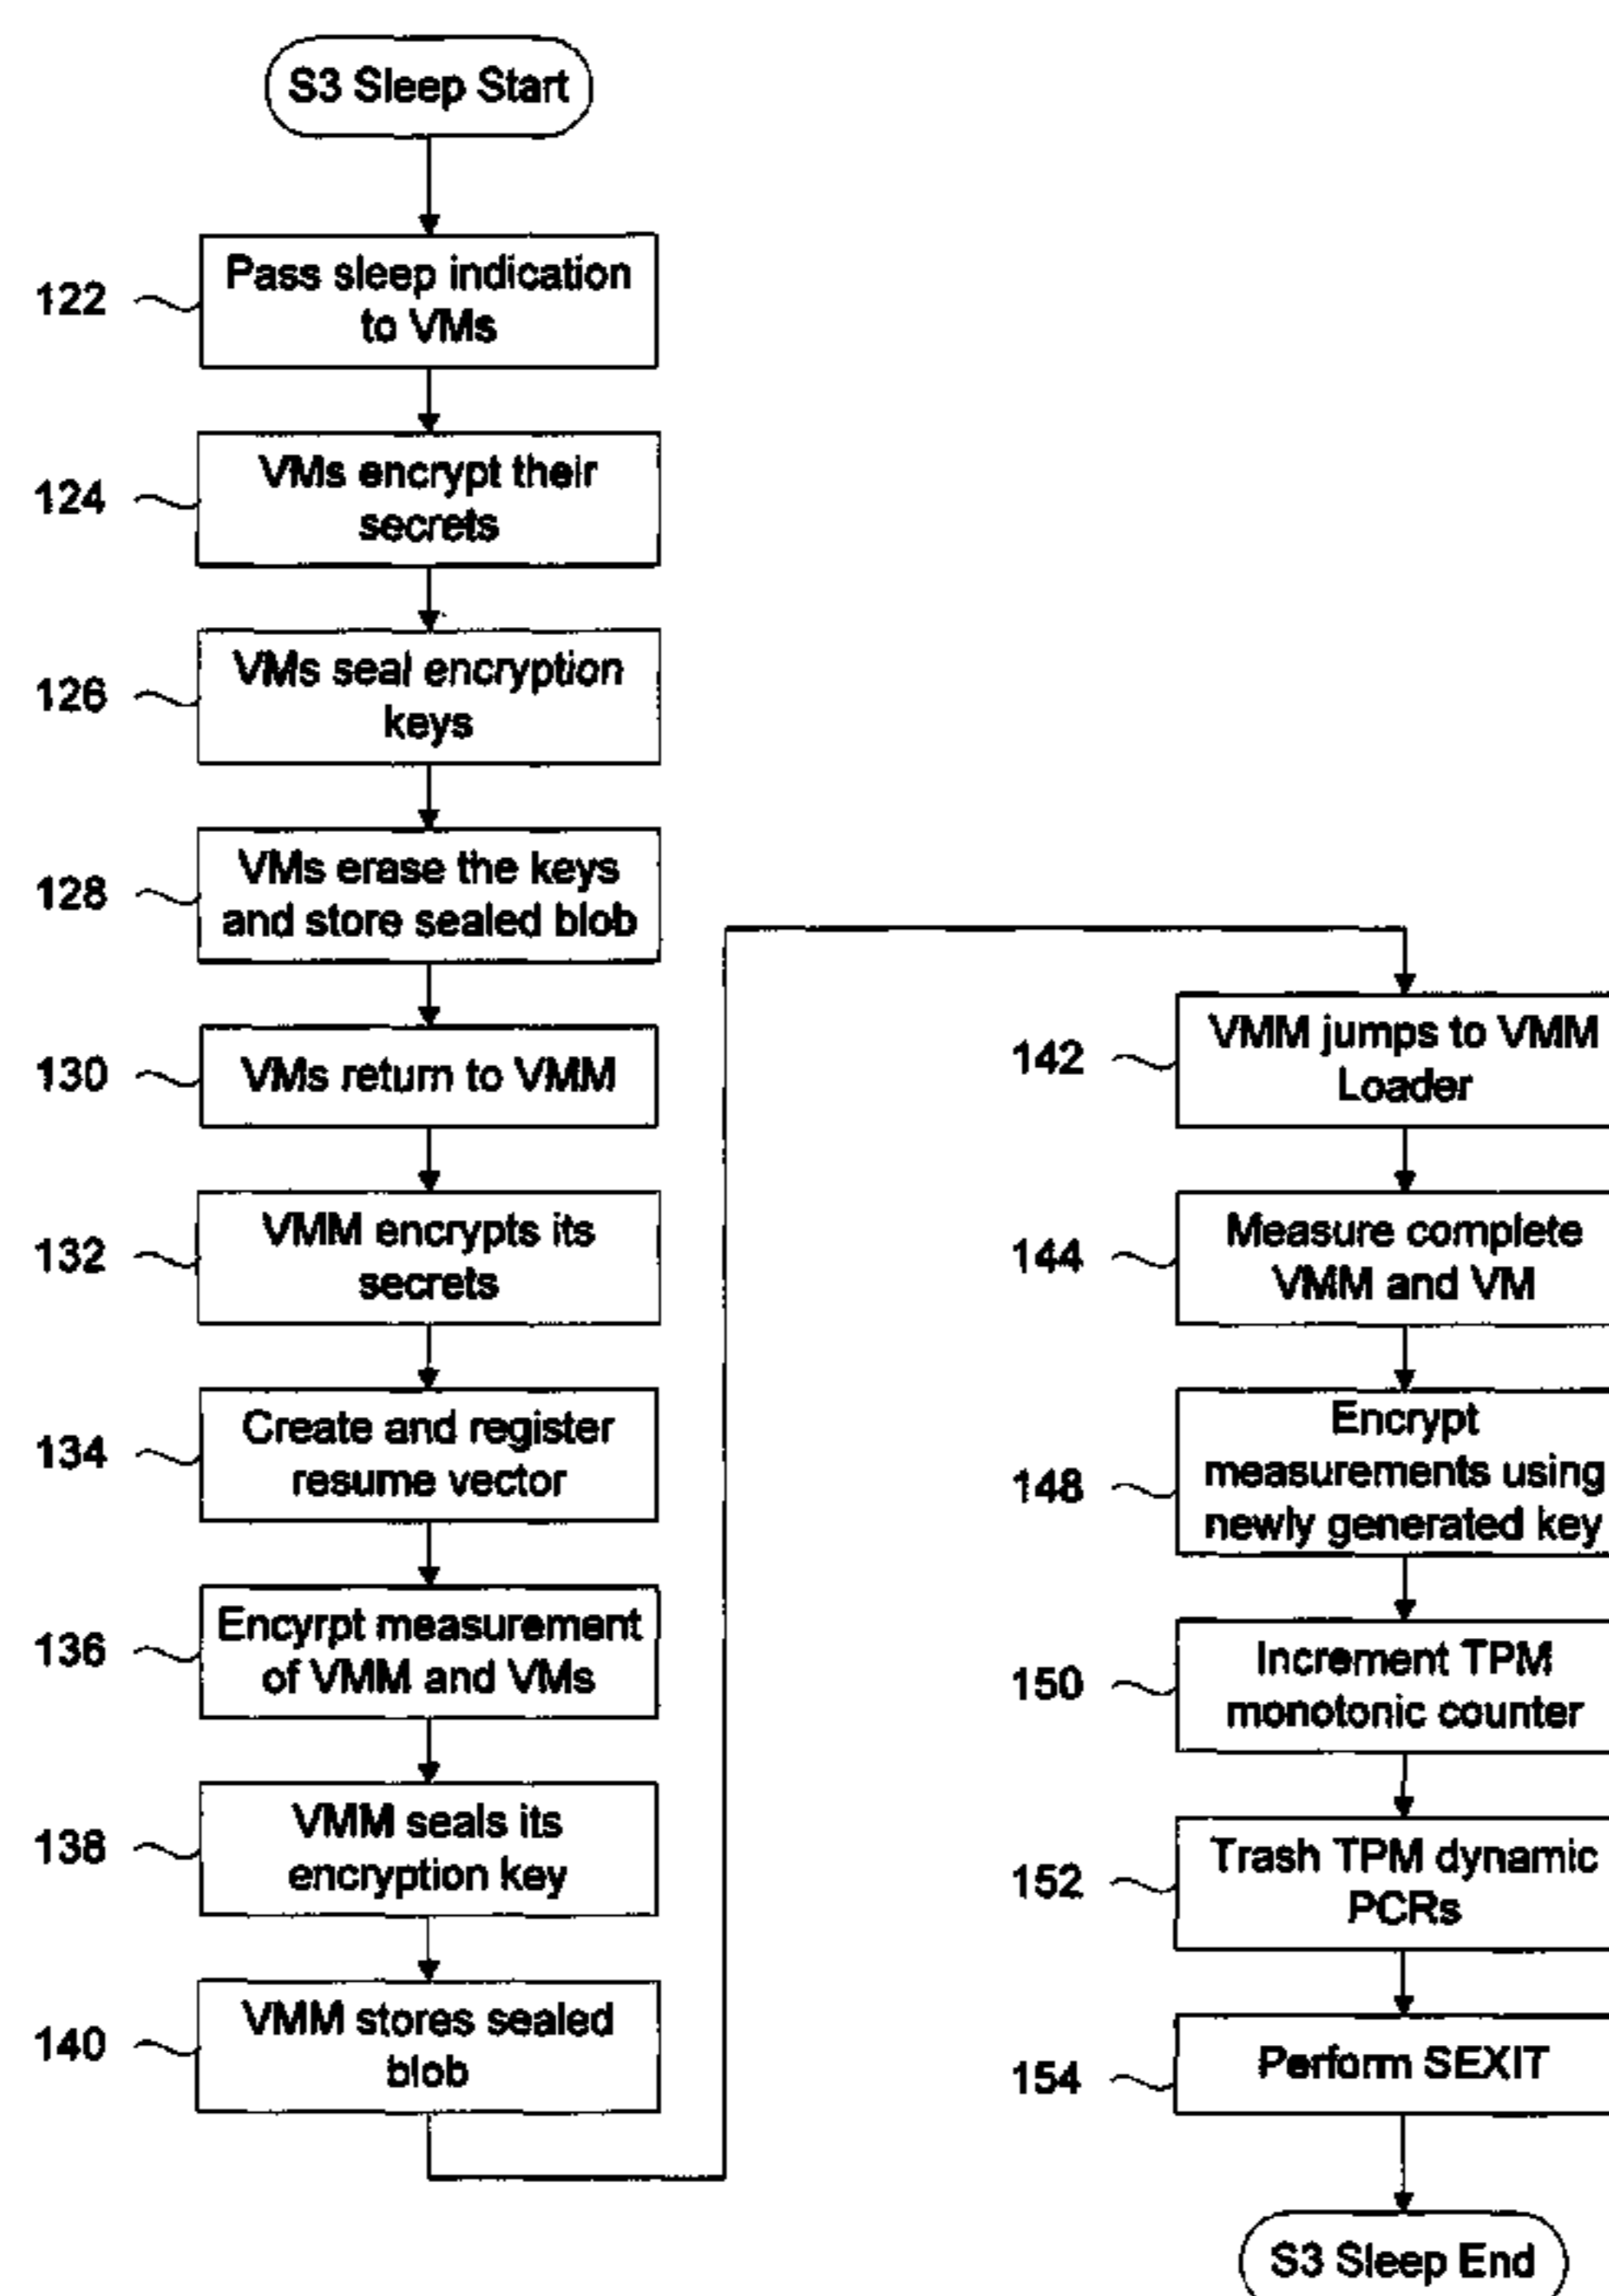 S3 Sleep Start
122
Pass sleep indication
to VMs
124
VMs encrypt their
secrets
126
VMs seal encryption
keys
128
VMs erase the keys
and store sealed blob
130
VMs return to VMM
132
VMM encrypts its
secrets
134
Create and register
resume vector
136
Encyrpt measurement
of VMM and VMs
138
VMM seals its
encryption key
140
VMM stores sealed
blob
142
VMM jumps to VMM
Loader
144
Measure complete
VMM and VM
148
Encrypt
measurements using
newly generated key
150
Increment TPM
monotonic counter
152
Trash TPM dynamic
PCRs
154
Perform SEXIT
S3 Sleep End